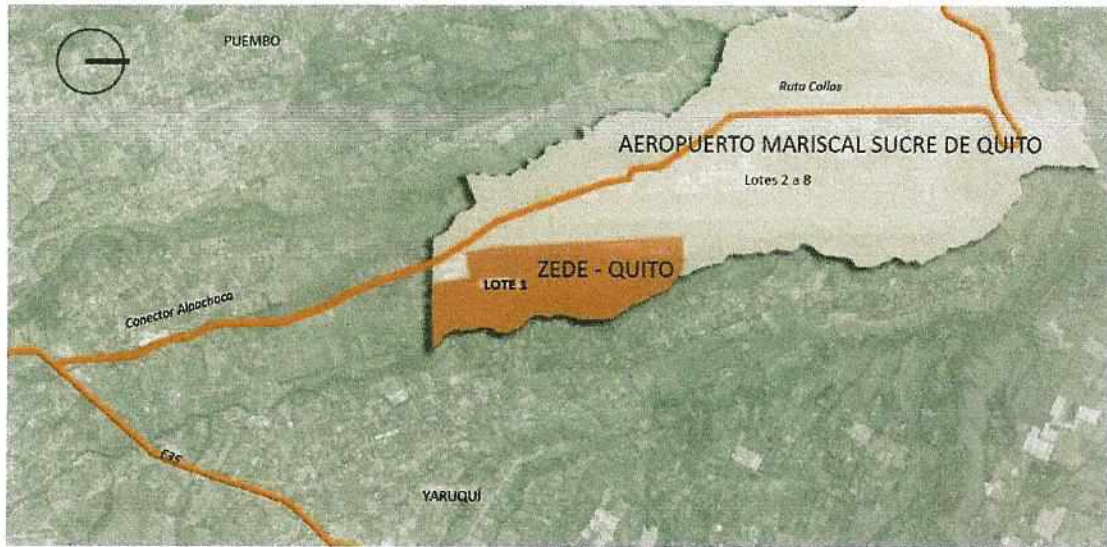 PUEMBO
Ruta Collas
AEROPUERTO MARISCAL SUCRE DE QUITO
Lotes 2 a 8
ZEDE - QUITO
LOTE 1
Conector Alpachaca
E35
YARUQUÍ